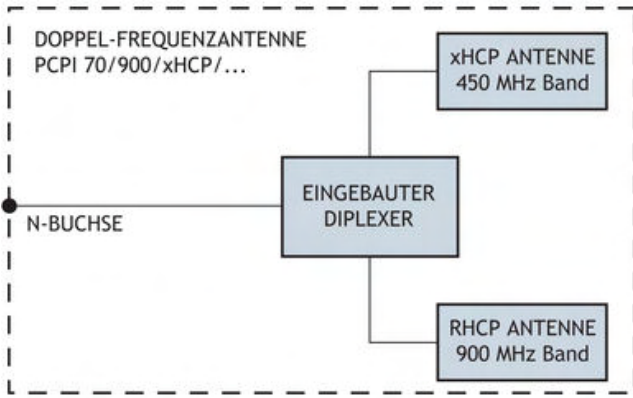 DOPPEL-FREQUENZANTENNE
PCPI 70/900/xHCP/...
xHCP ANTENNE
450 MHz Band
EINGEBAUTER
DIPLEXER
N-BUCHSE
RHCP ANTENNE
900 MHz Band